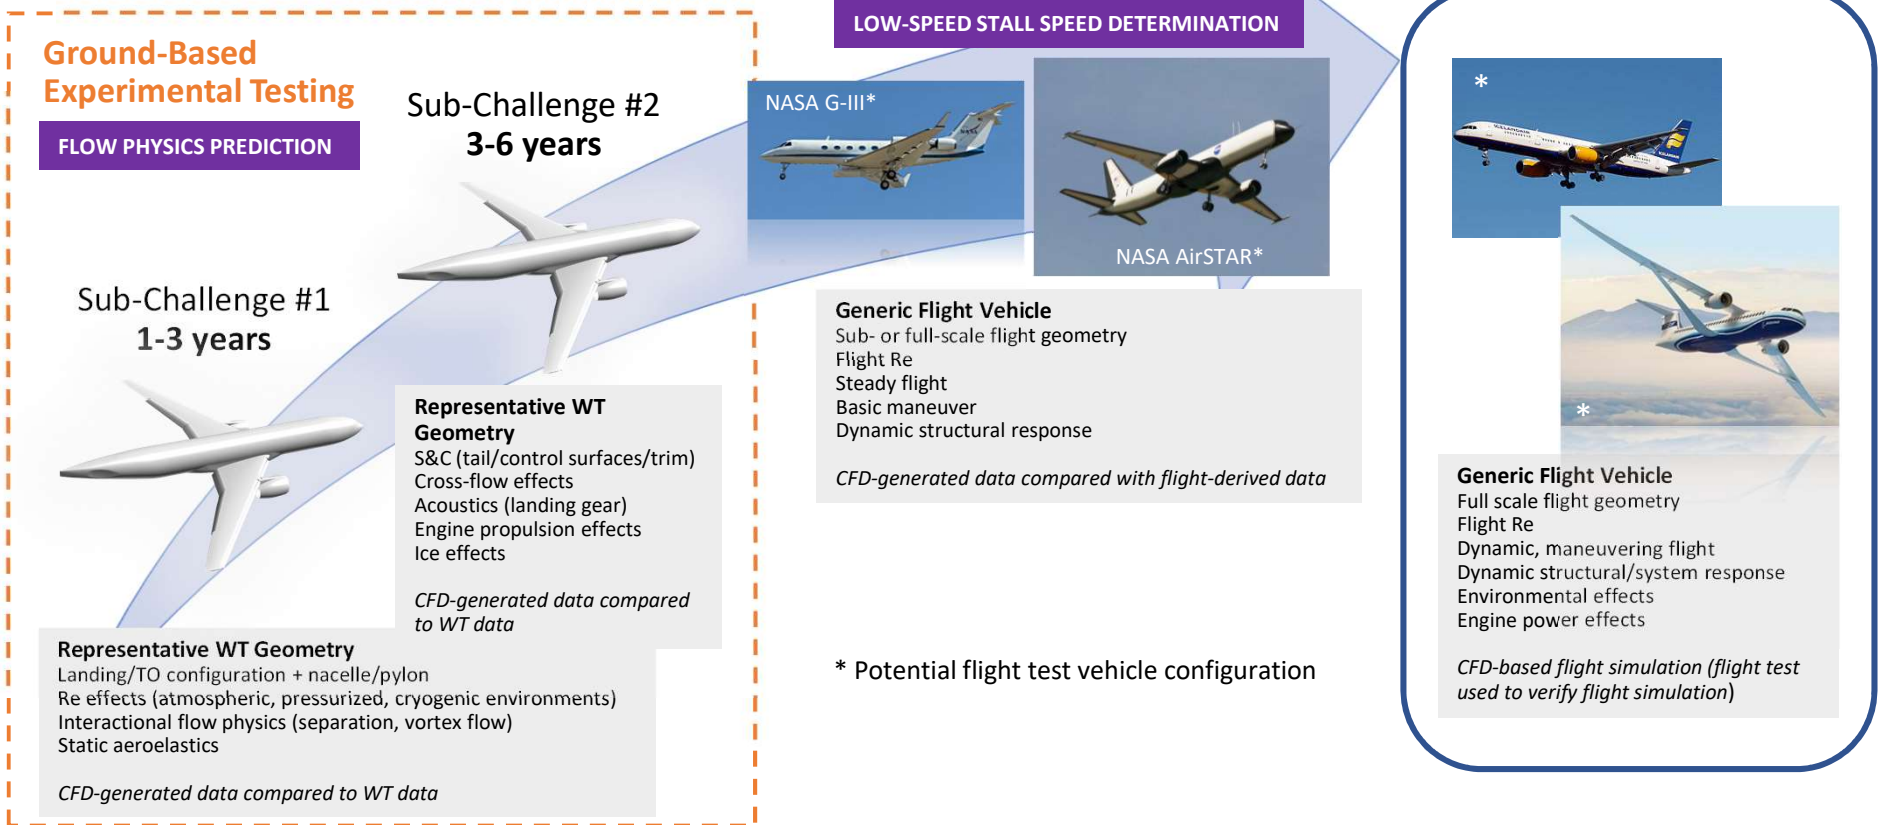 Ground-Based
Experimental Testing
FLOW PHYSICS PREDICTION
Sub-Challenge #1
1-3 years
Representative WT Geometry
Landing/TO configuration + nacelle/pylon
Re effects (atmospheric, pressurized, cryogenic environments)
Interactional flow physics (separation, vortex flow)
Static aeroelastics
CFD-generated data compared to WT data
Sub-Challenge #2
3-6 years
Representative WT
Geometry
S&C (tail/control surfaces/trim)
Cross-flow effects
Acoustics (landing gear)
Engine propulsion effects
Ice effects
CFD-generated data compared
to WT data
LOW-SPEED STALL SPEED DETERMINATION
NASA G-III*
NASA AirSTAR*
Generic Flight Vehicle
Sub- or full-scale flight geometry
Flight Re
Steady flight
Basic maneuver
Dynamic structural response
CFD-generated data compared with flight-derived data
* Potential flight test vehicle configuration
*
ICELANDAIR
*
Generic Flight Vehicle
Full scale flight geometry
Flight Re
Dynamic, maneuvering flight
Dynamic structural/system response
Environmental effects
Engine power effects
CFD-based flight simulation (flight test
used to verify flight simulation)